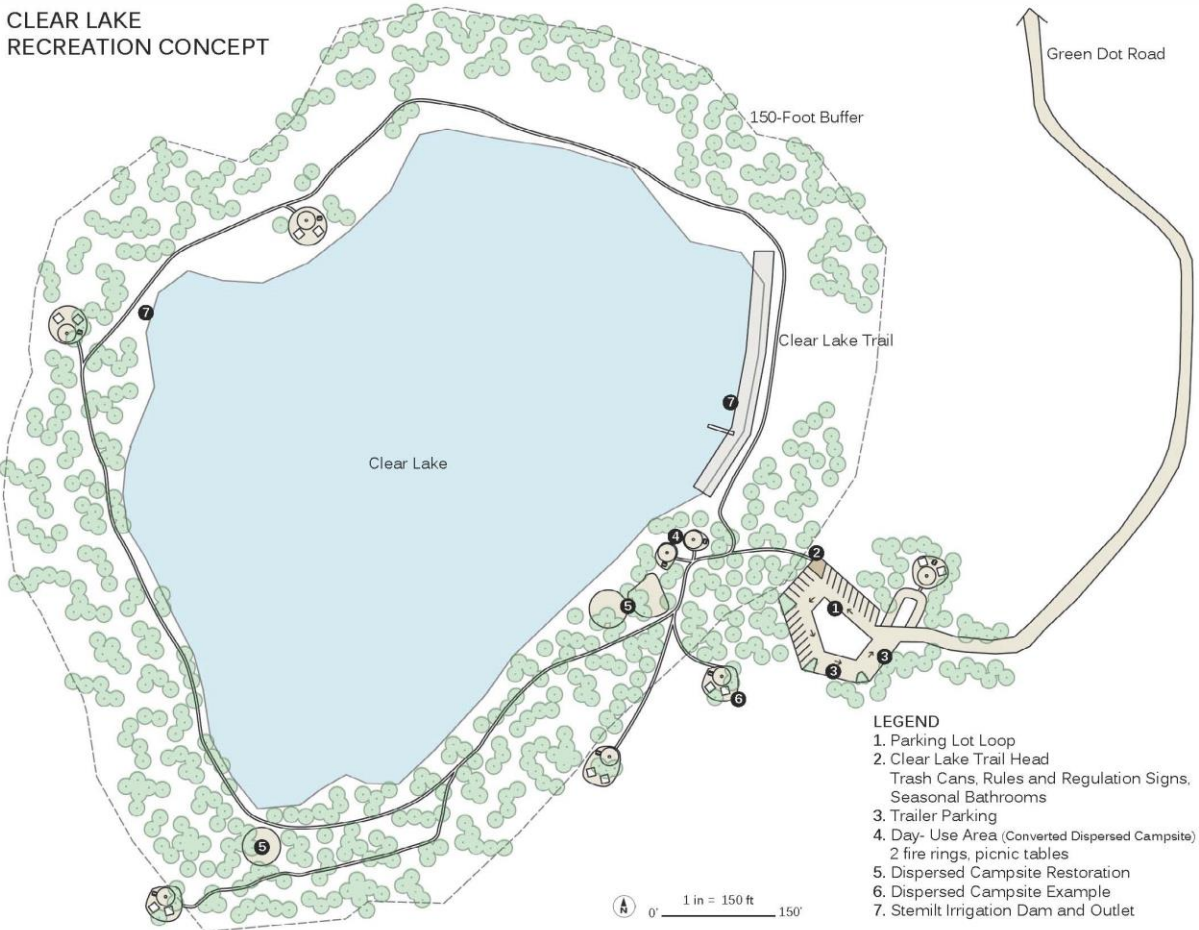 CLEAR LAKE
RECREATION CONCEPT
Green Dot Road
150-Foot Buffer
7
Clear Lake Trail
7
Clear Lake
4
2
5
1
3
3
6
5
LEGEND
1. Parking Lot Loop
2. Clear Lake Trail Head
Trash Cans, Rules and Regulation Signs,
Seasonal Bathrooms
3. Trailer Parking
4. Day- Use Area (Converted Dispersed Campsite)
2 fire rings, picnic tables
5. Dispersed Campsite Restoration
6. Dispersed Campsite Example
7. Stemilt Irrigation Dam and Outlet
N
1 in = 150 ft
0' 150'